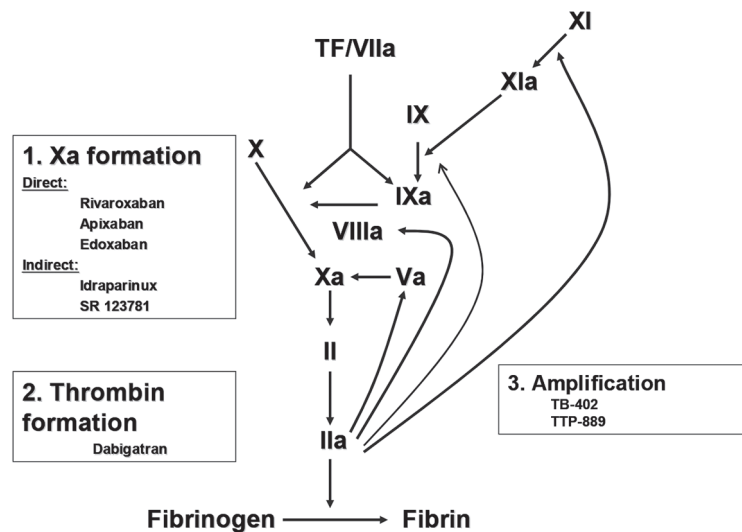 XI
TF/VIIa
XIa
IX
1. Xa formation
Direct:
Rivaroxaban
Apixaban
Edoxaban
Indirect:
Idraparinux
SR 123781
X
IXa
VIIIa
Xa
Va
II
2. Thrombin
formation
Dabigatran
3. Amplification
TB-402
TTP-889
IIa
Fibrinogen
Fibrin